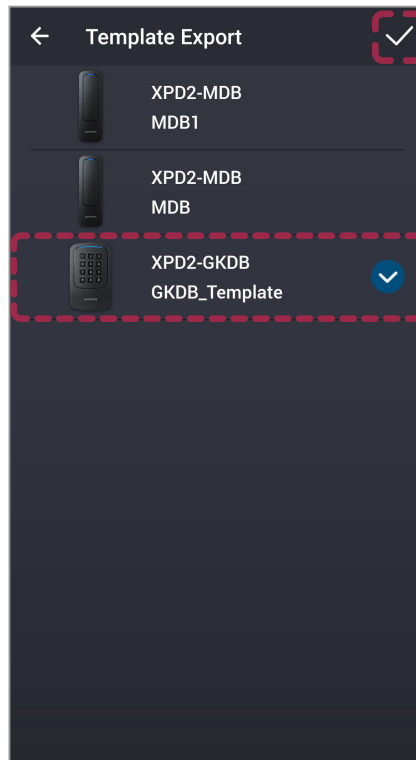 Template Export
XPD2-MDB
MDB1
XPD2-MDB
MDB
XPD2-GKDB
GKDB_Template